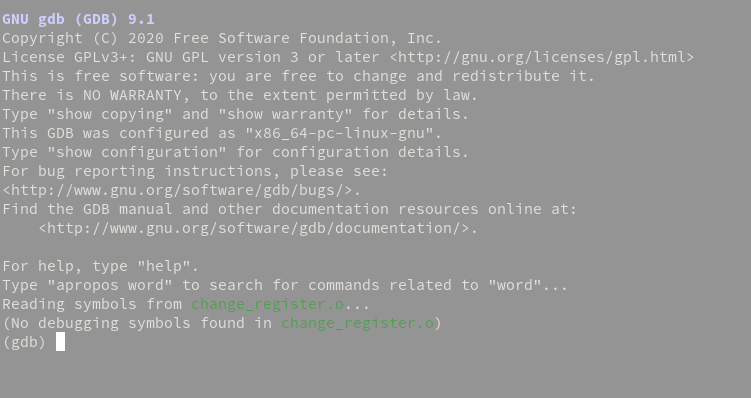 GNU gdb (GDB) 9.1
Copyright (C) 2020 Free Software Foundation, Inc.
License GPLv3+: GNU GPL version 3 or later <http://gnu.org/licenses/gpl.html>
This is free software: you are free to change and redistribute it.
There is NO WARRANTY, to the extent permitted by law.
Type "show copying" and "show warranty" for details.
This GDB was configured as "x86_64-pc-linux-gnu".
Type "show configuration" for configuration details.
For bug reporting instructions, please see:
<http://www.gnu.org/software/gdb/bugs/>.
Find the GDB manual and other documentation resources online at:
    <http://www.gnu.org/software/gdb/documentation/>.

For help, type "help".
Type "apropos word" to search for commands related to "word"...
Reading symbols from change_register.o...
(No debugging symbols found in change_register.o)
(gdb)